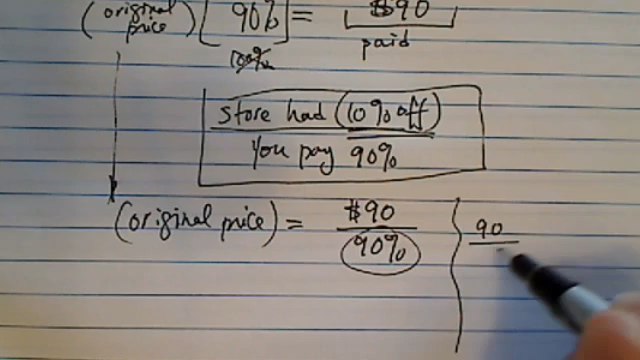 (original price) [90%] = $90
100% paid
Store had (10% off)
You pay 90%
(original price) = $90
90%
90